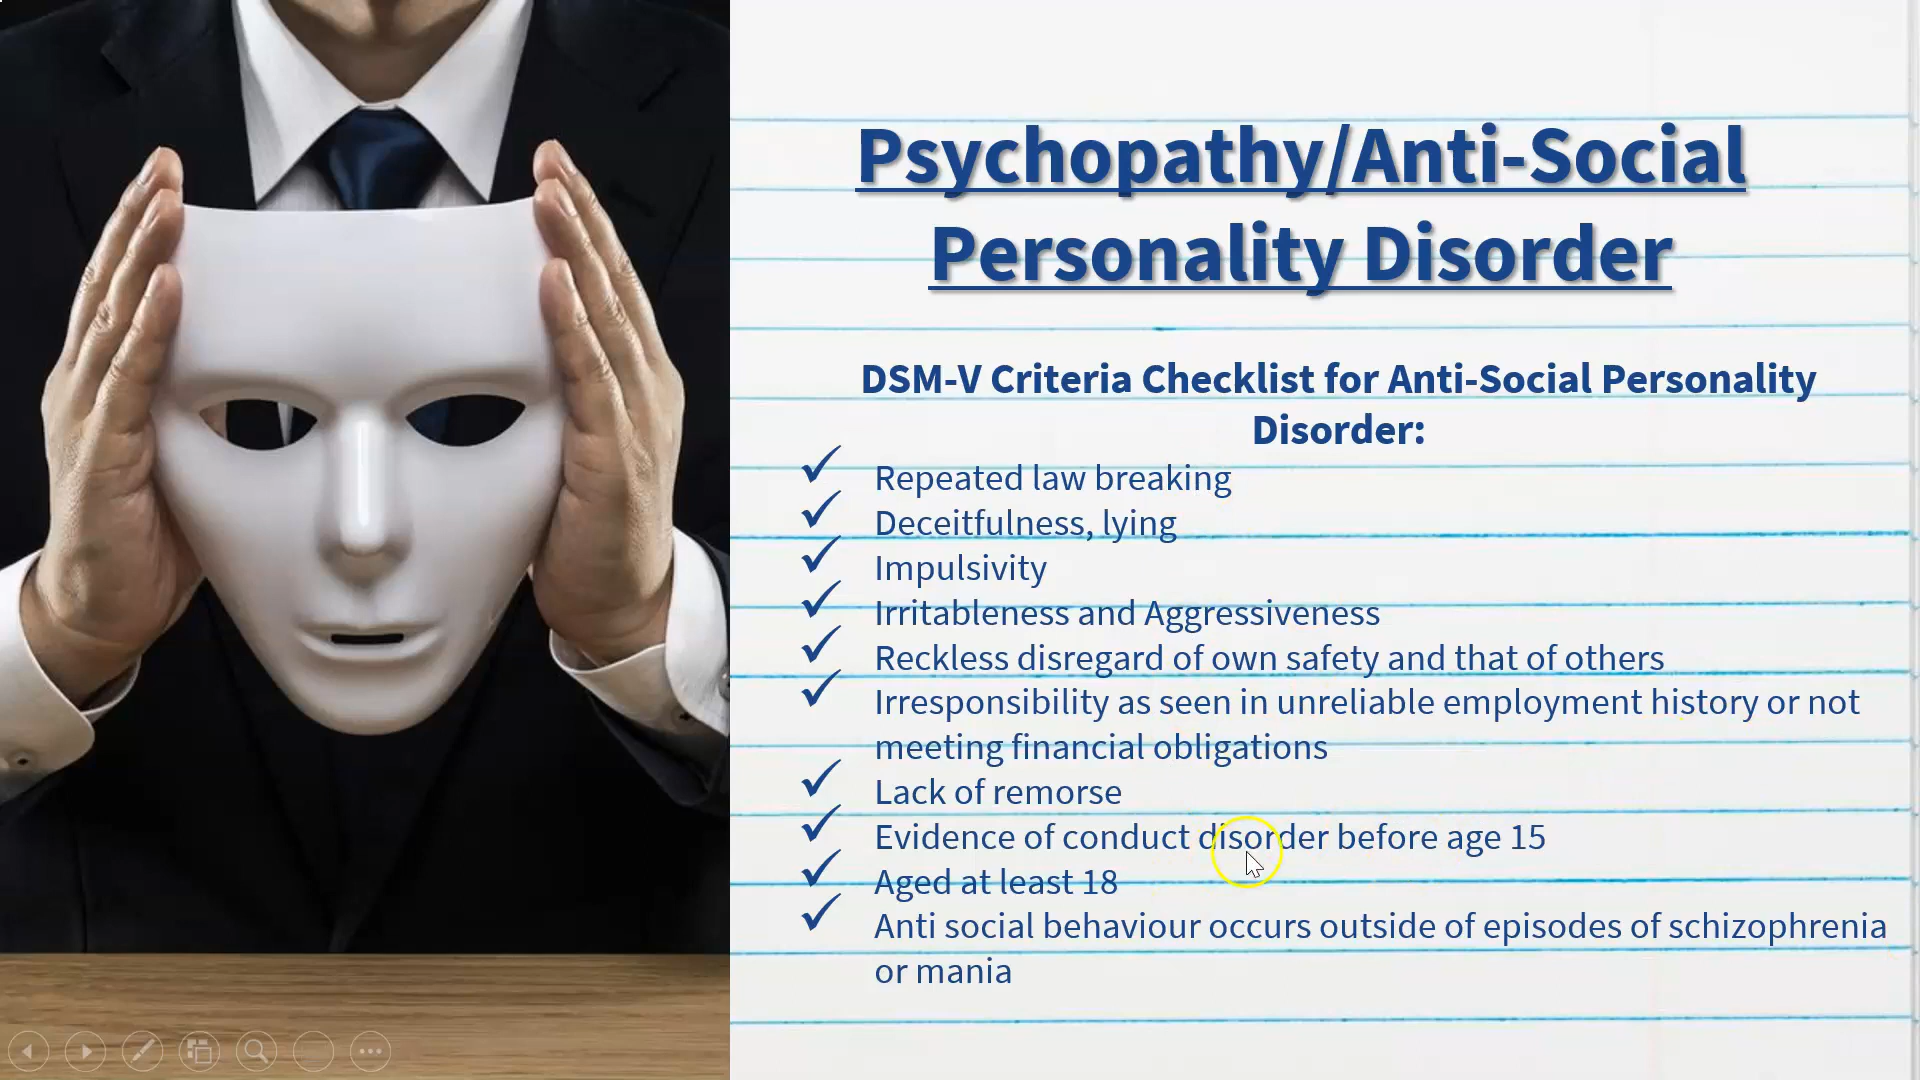 Psychopathy/Anti-Social
Personality Disorder
DSM-V Criteria Checklist for Anti-Social Personality
Disorder:
Repeated law breaking
Deceitfulness, lying
Impulsivity
Irritableness and Aggressiveness
Reckless disregard of own safety and that of others
Irresponsibility as seen in unreliable employment history or not
meeting financial obligations
Lack of remorse
Evidence of conduct disorder before age 15
Aged at least 18
Anti social behaviour occurs outside of episodes of schizophrenia
or mania